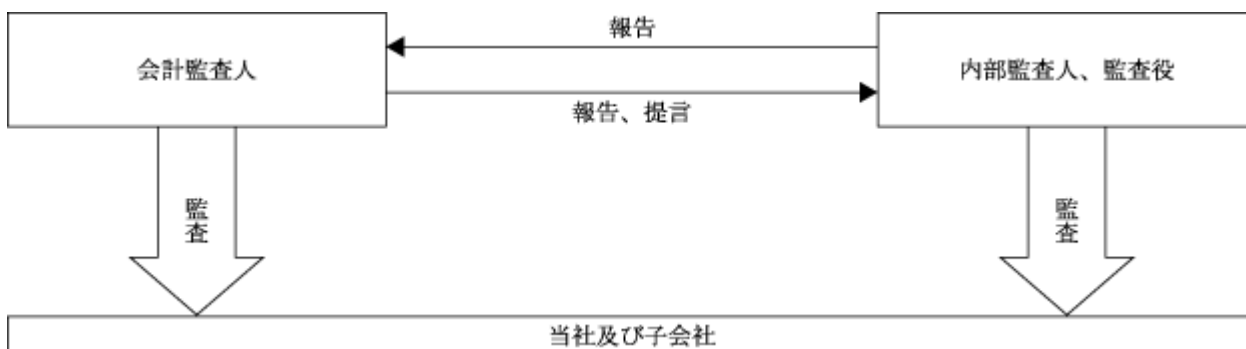 報告
会計監査人
内部監査人、監査役
報告、提言
監査
監査
当社及び子会社